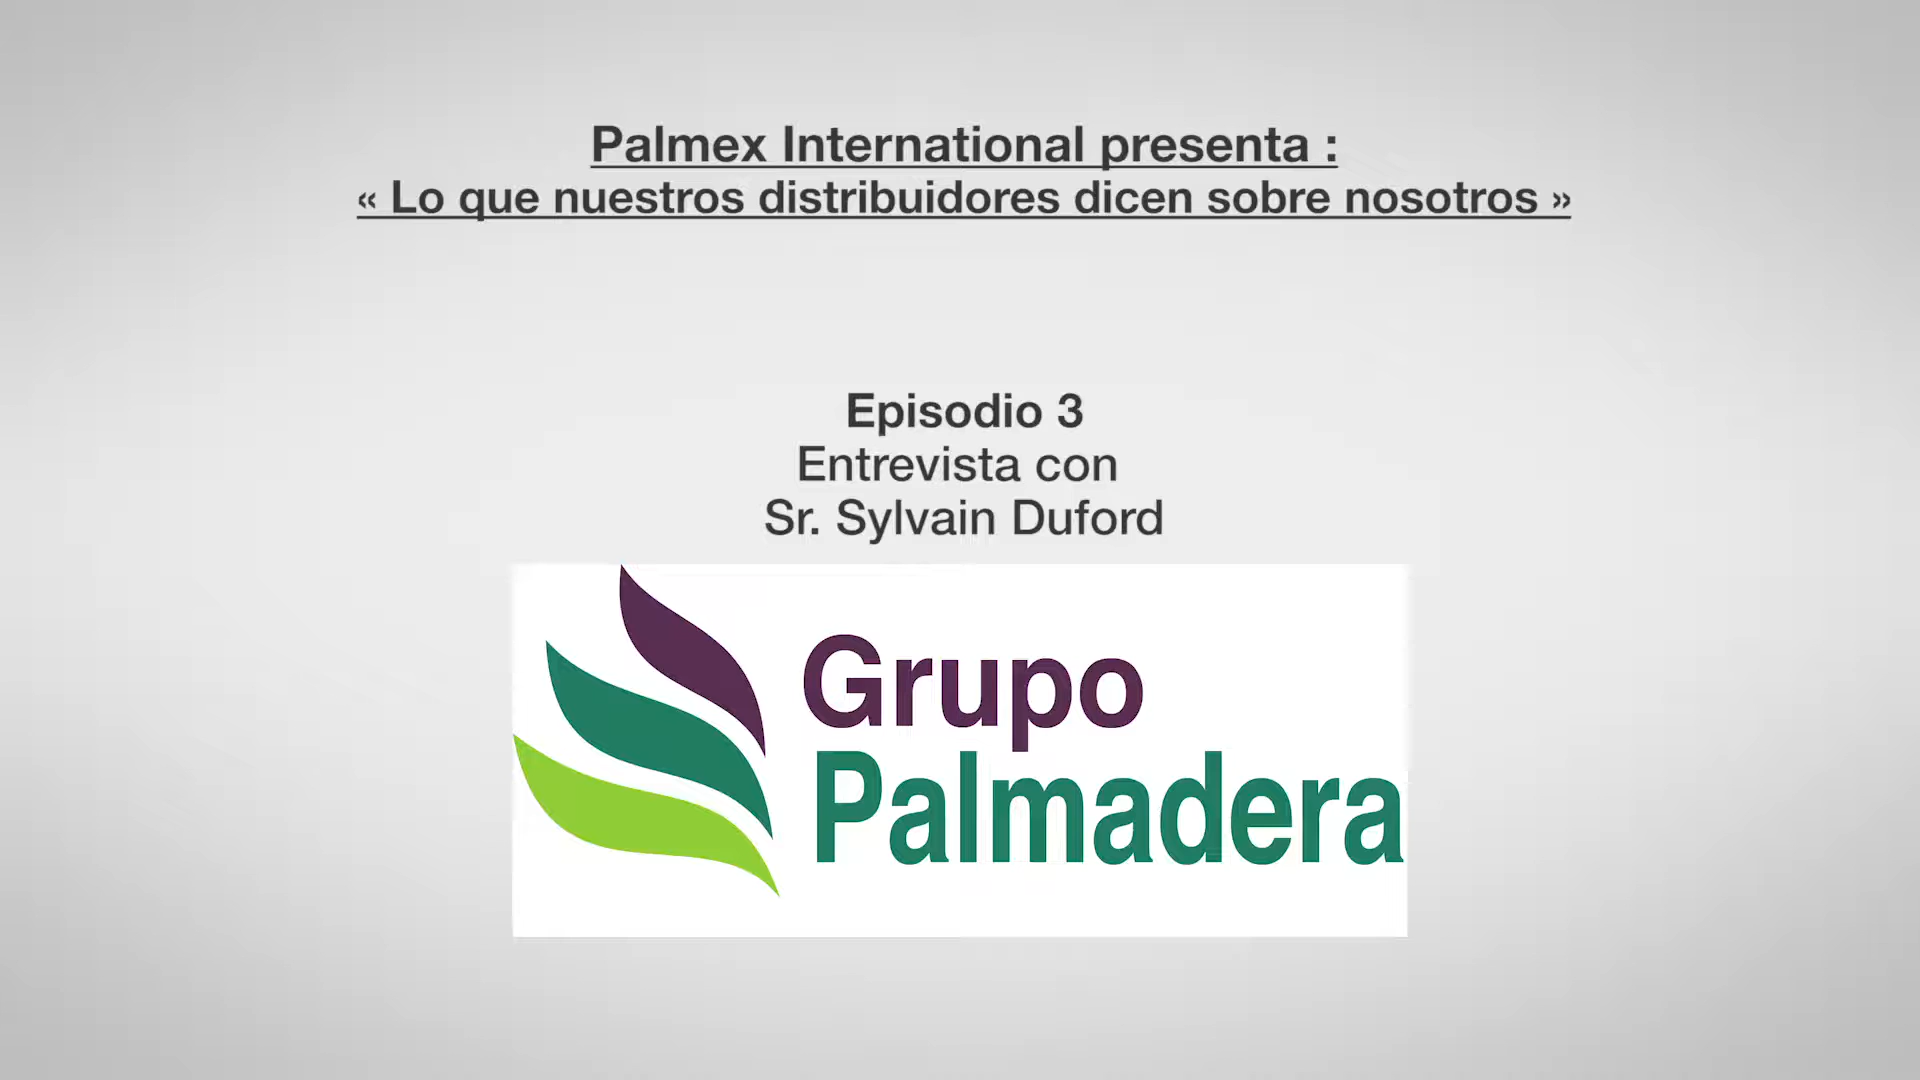 Palmex International presenta :
« Lo que nuestros distribuidores dicen sobre nosotros »
Episodio 3
Entrevista con
Sr. Sylvain Duford
Grupo
Palmadera